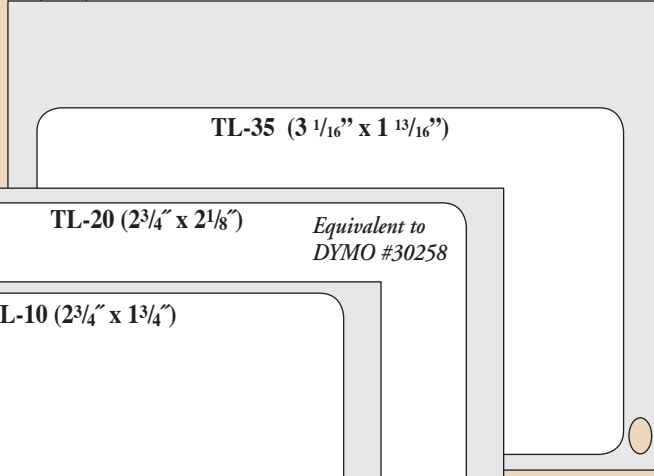 TL-35 (3 1/16” x 1 13/16”)
TL-20 (2 3/4˝ x 2 1/8˝)
Equivalent to
DYMO #30258
L-10 (2 3/4˝ x 1 3/4˝)